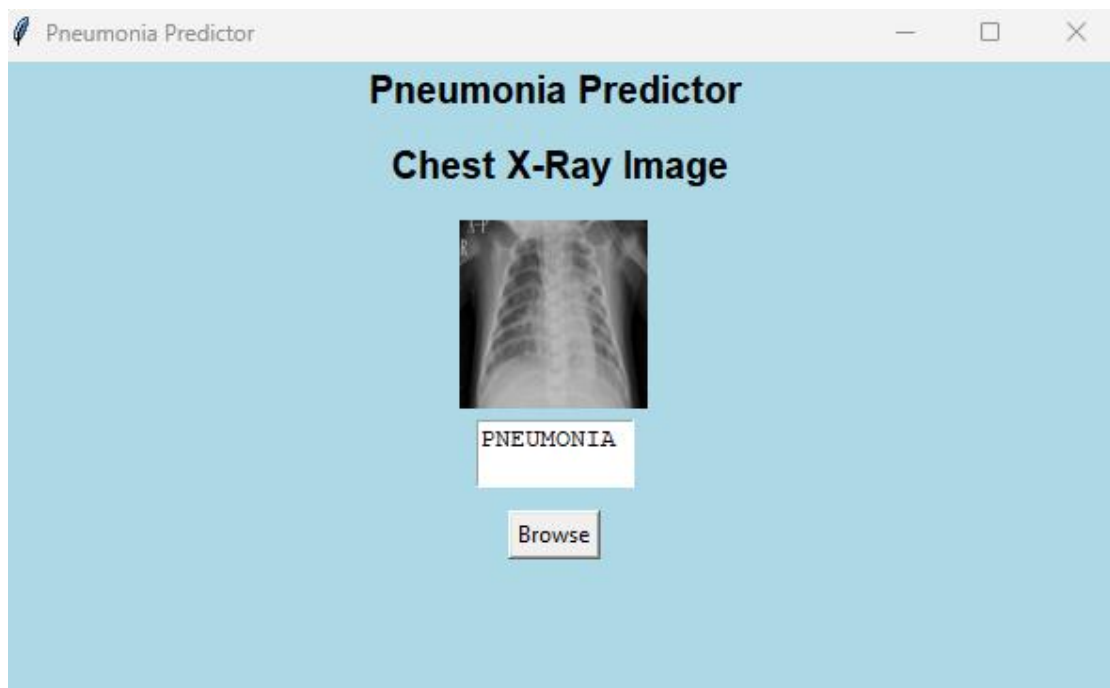 Pneumonia Predictor
Pneumonia Predictor
Chest X-Ray Image
R
PNEUMONIA
Browse